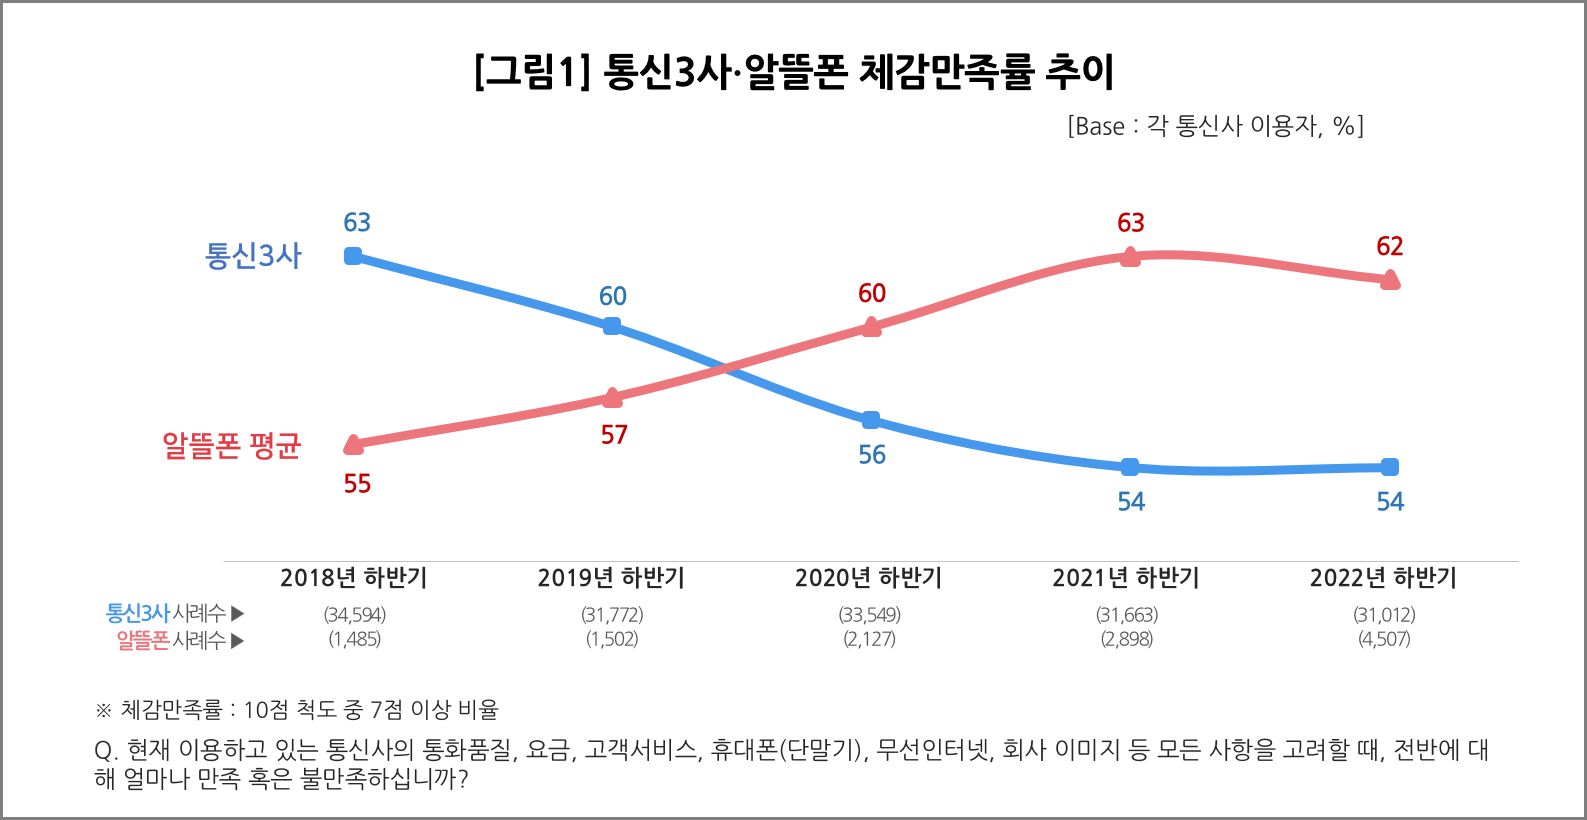 [그림1] 통신3사·알뜰폰 체감만족률 추이
[Base : 각 통신사 이용자, %]
63
63
62
통신3사
60
60
57
알뜰폰 평균
56
55
54
54
2018년 하반기 2019년 하반기 2020년 하반기 2021년 하반기 2022년 하반기
통신3사 사례수 ▶ (34,594) (31,772) (33,549) (31,663) (31,012)
알뜰폰 사례수 ▶ (1,485) (1,502) (2,127) (2,898) (4,507)
※ 체감만족률 : 10점 척도 중 7점 이상 비율
Q. 현재 이용하고 있는 통신사의 통화품질, 요금, 고객서비스, 휴대폰(단말기), 무선인터넷, 회사 이미지 등 모든 사항을 고려할 때, 전반에 대
해 얼마나 만족 혹은 불만족하십니까?